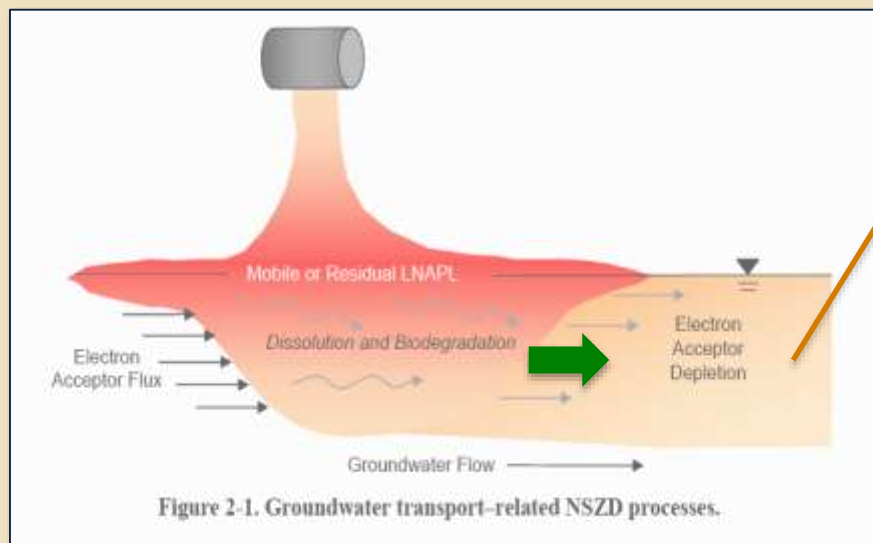 Mobile or Residual LNAPL
Dissolution and Biodegradation
Electron
Acceptor Flux
Electron
Acceptor
Depletion
Groundwater Flow
Figure 2-1. Groundwater transport–related NSZD processes.